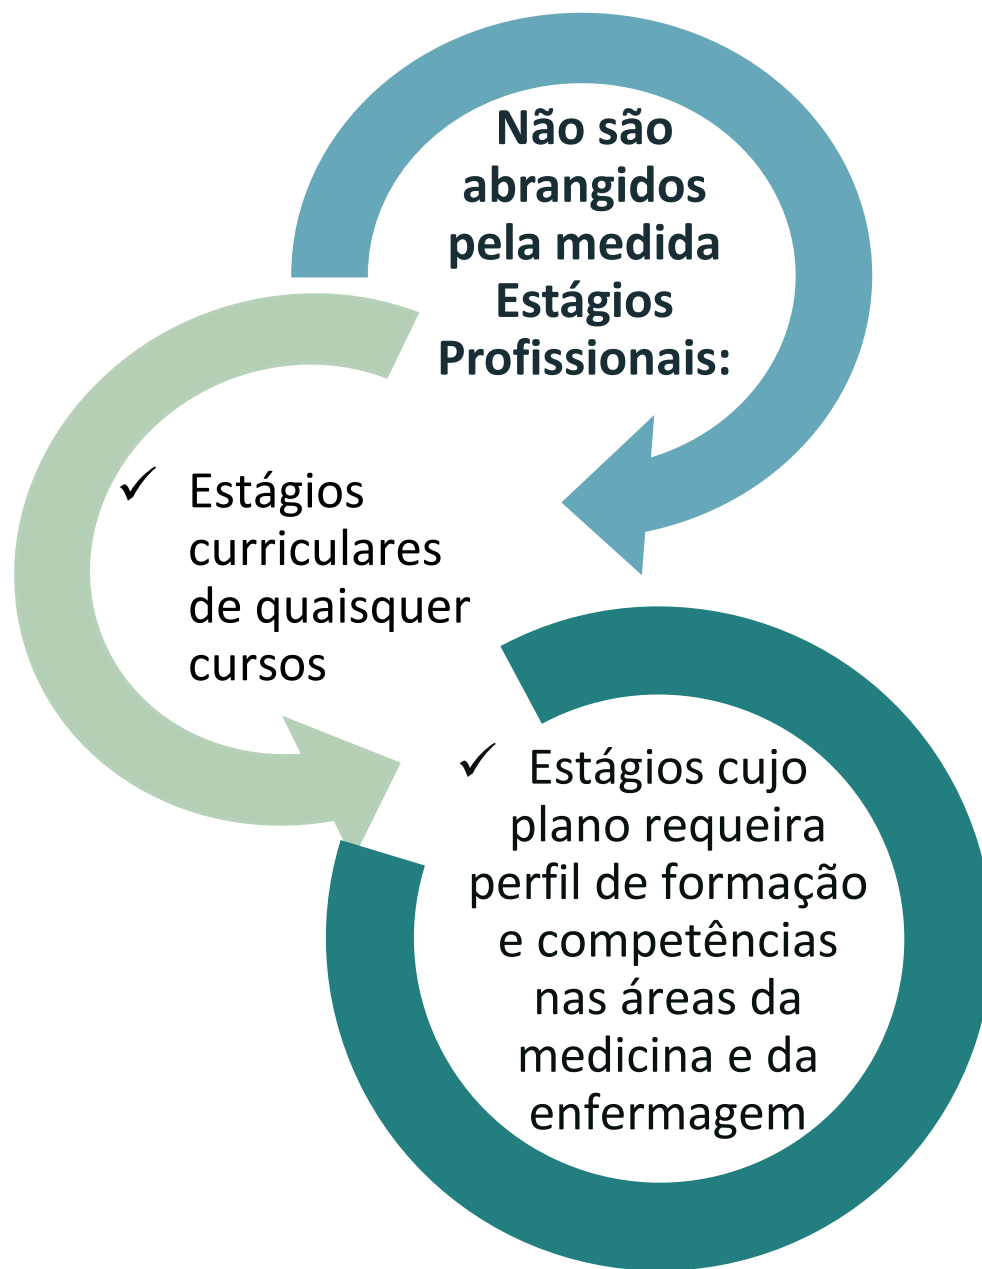 Não são
abrangidos
pela medida
Estágios
Profissionais:
✓ Estágios
curriculares
de quaisquer
cursos
✓ Estágios cujo
plano requeira
perfil de formação
e competências
nas áreas da
medicina e da
enfermagem